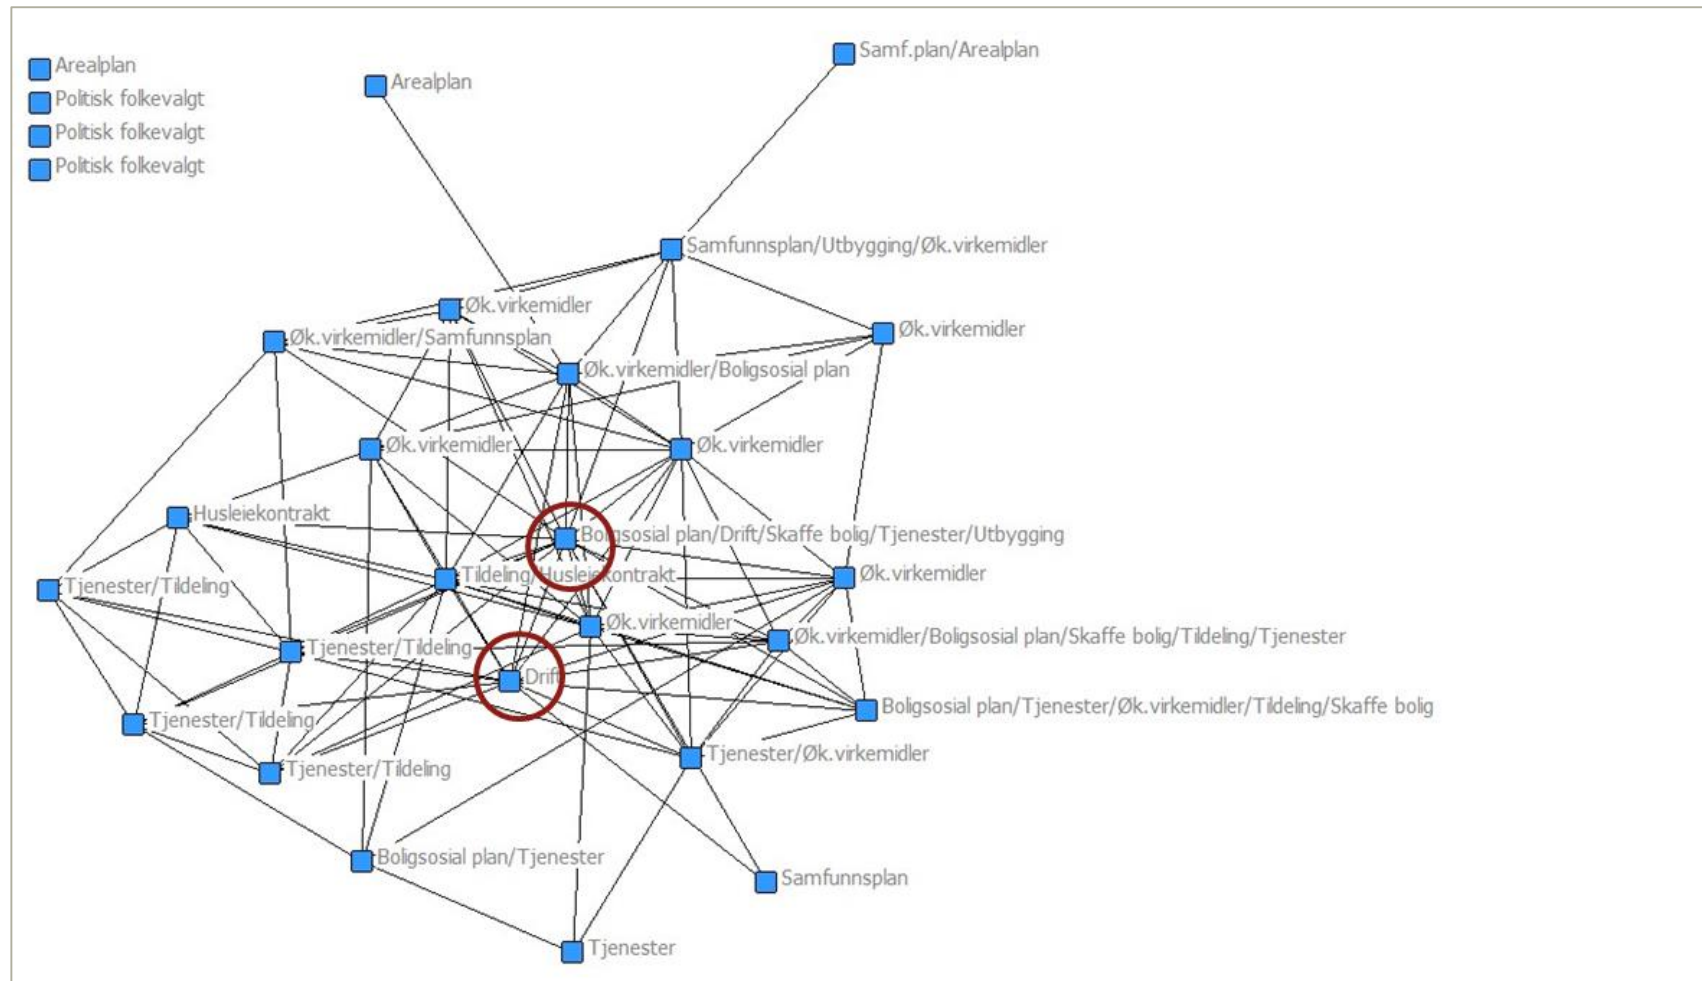 Samf.plan/Arealplan
Arealplan
Arealplan
Politisk folkevalgt
Politisk folkevalgt
Politisk folkevalgt
Samfunnsplan/Utbygging/Øk.virkemidler
Øk.virkemidler
Øk.virkemidler
Øk.virkemidler/Samfunnsplan
Øk.virkemidler/Boligsosial plan
Øk.virkemidler
Øk.virkemidler
Husleiekontrakt
Boligsosial plan/Drift/Skaffe bolig/Tjenester/Utbygging
Tildeling/Husleiekontrakt
Øk.virkemidler
Tjenester/Tildeling
Øk.virkemidler
Øk.virkemidler/Boligsosial plan/Skaffe bolig/Tildeling/Tjenester
Tjenester/Tildeling
Drift
Boligsosial plan/Tjenester/Øk.virkemidler/Tildeling/Skaffe bolig
Tjenester/Tildeling
Tjenester/Øk.virkemidler
Tjenester/Tildeling
Boligsosial plan/Tjenester
Samfunnsplan
Tjenester